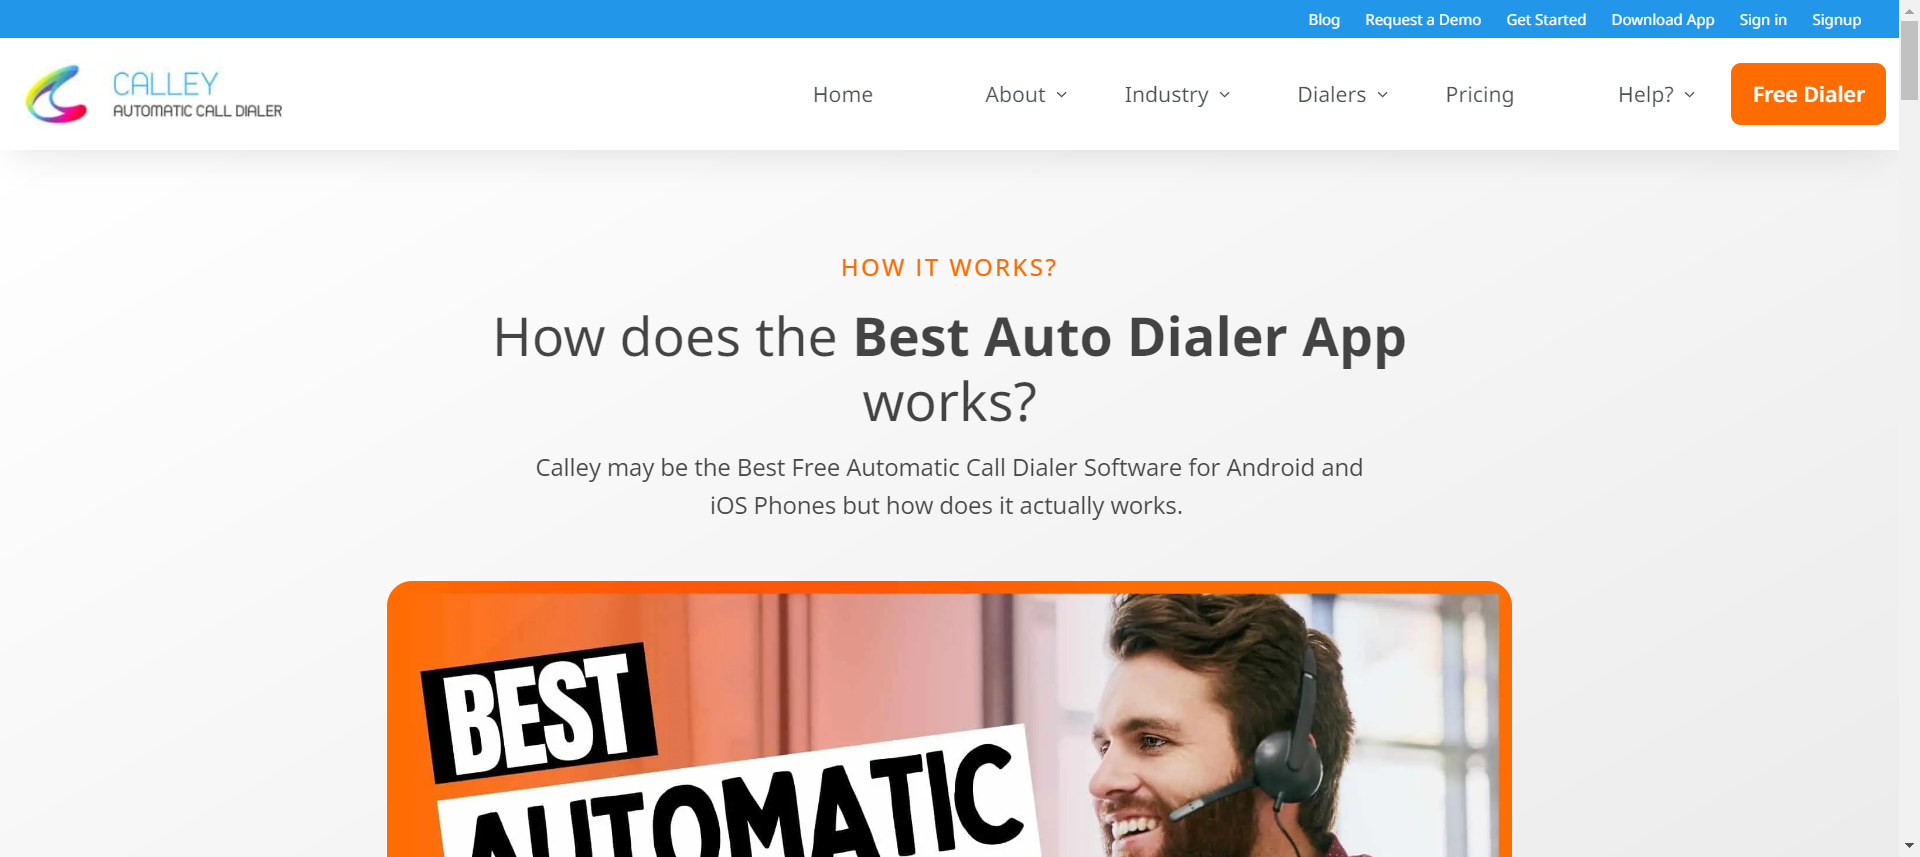 Blog Request a Demo Get Started Download App Sign in Signup
CALLEY
AUTOMATIC CALL DIALER
Home About Industry Dialers Pricing Help? Free Dialer
HOW IT WORKS?
How does the Best Auto Dialer App
works?
Calley may be the Best Free Automatic Call Dialer Software for Android and
iOS Phones but how does it actually works.
BEST
AUTOMATIC